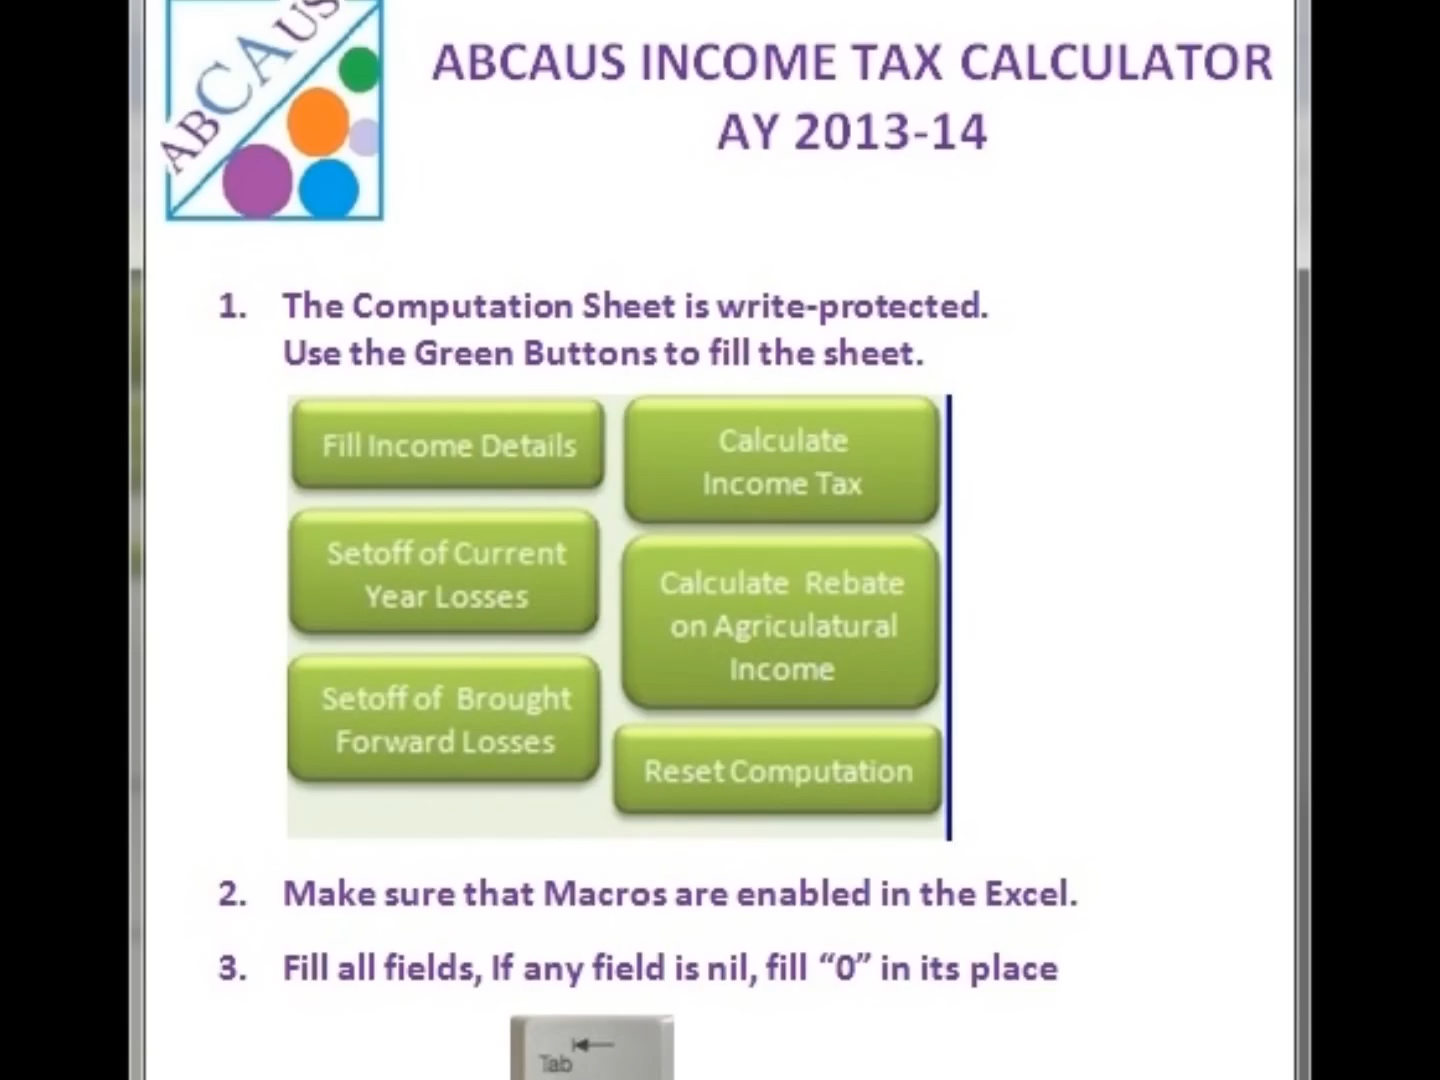 ABCAUS
ABCAUS INCOME TAX CALCULATOR
AY 2013-14
1. The Computation Sheet is write-protected.
Use the Green Buttons to fill the sheet.
Fill Income Details
Setoff of Current
Year Losses
Setoff of Brought
Forward Losses
Calculate
Income Tax
Calculate Rebate
on Agriculatural
Income
Reset Computation
2. Make sure that Macros are enabled in the Excel.
3. Fill all fields, If any field is nil, fill “0” in its place
Tab